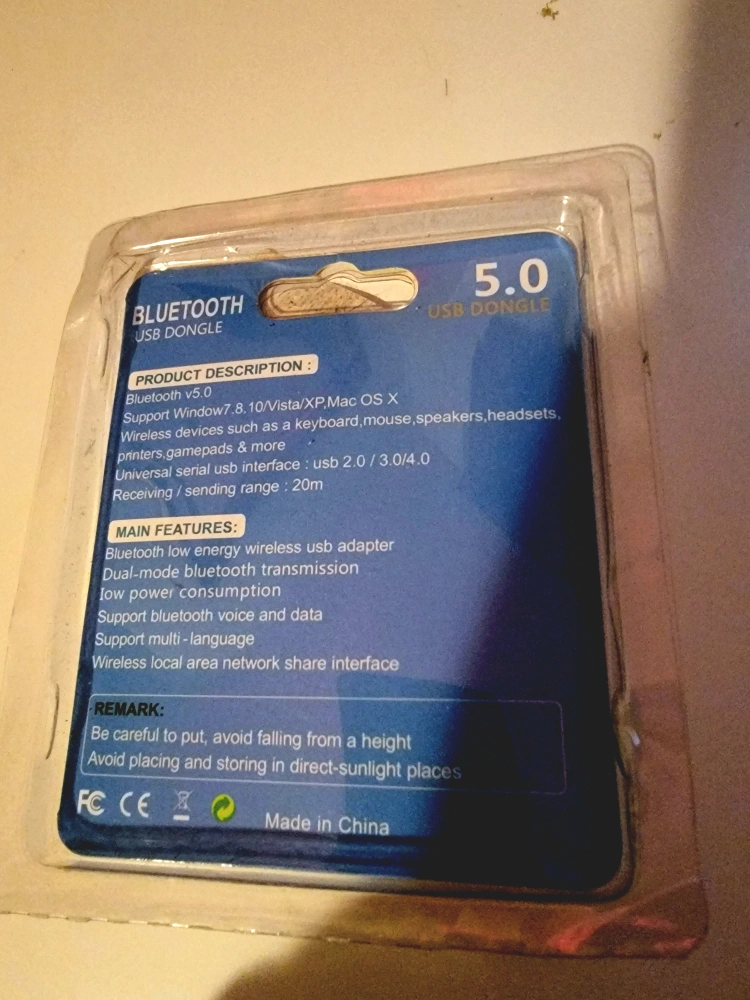 BLUETOOTH
USB DONGLE
5.0
USB DONGLE
PRODUCT DESCRIPTION :
Bluetooth v5.0
Support Window7.8.10/Vista/XP,Mac OS X
Wireless devices such as a keyboard,mouse,speakers,headsets,
printers,gamepads & more
Universal serial usb interface : usb 2.0 / 3.0/4.0
Receiving / sending range : 20m
MAIN FEATURES:
Bluetooth low energy wireless usb adapter
Dual-mode bluetooth transmission
low power consumption
Support bluetooth voice and data
Support multi-language
Wireless local area network share interface
REMARK:
Be careful to put, avoid falling from a height
Avoid placing and storing in direct-sunlight places
FC CE
Made in China